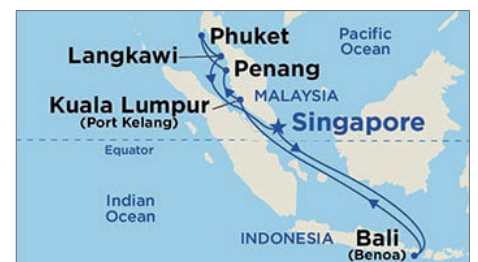 Phuket
Pacific
Ocean
Langkawi
Penang
Kuala Lumpur
(Port Kelang)
MALAYSIA
Singapore
Equator
Indian
Ocean
INDONESIA
Bali
(Benoa)